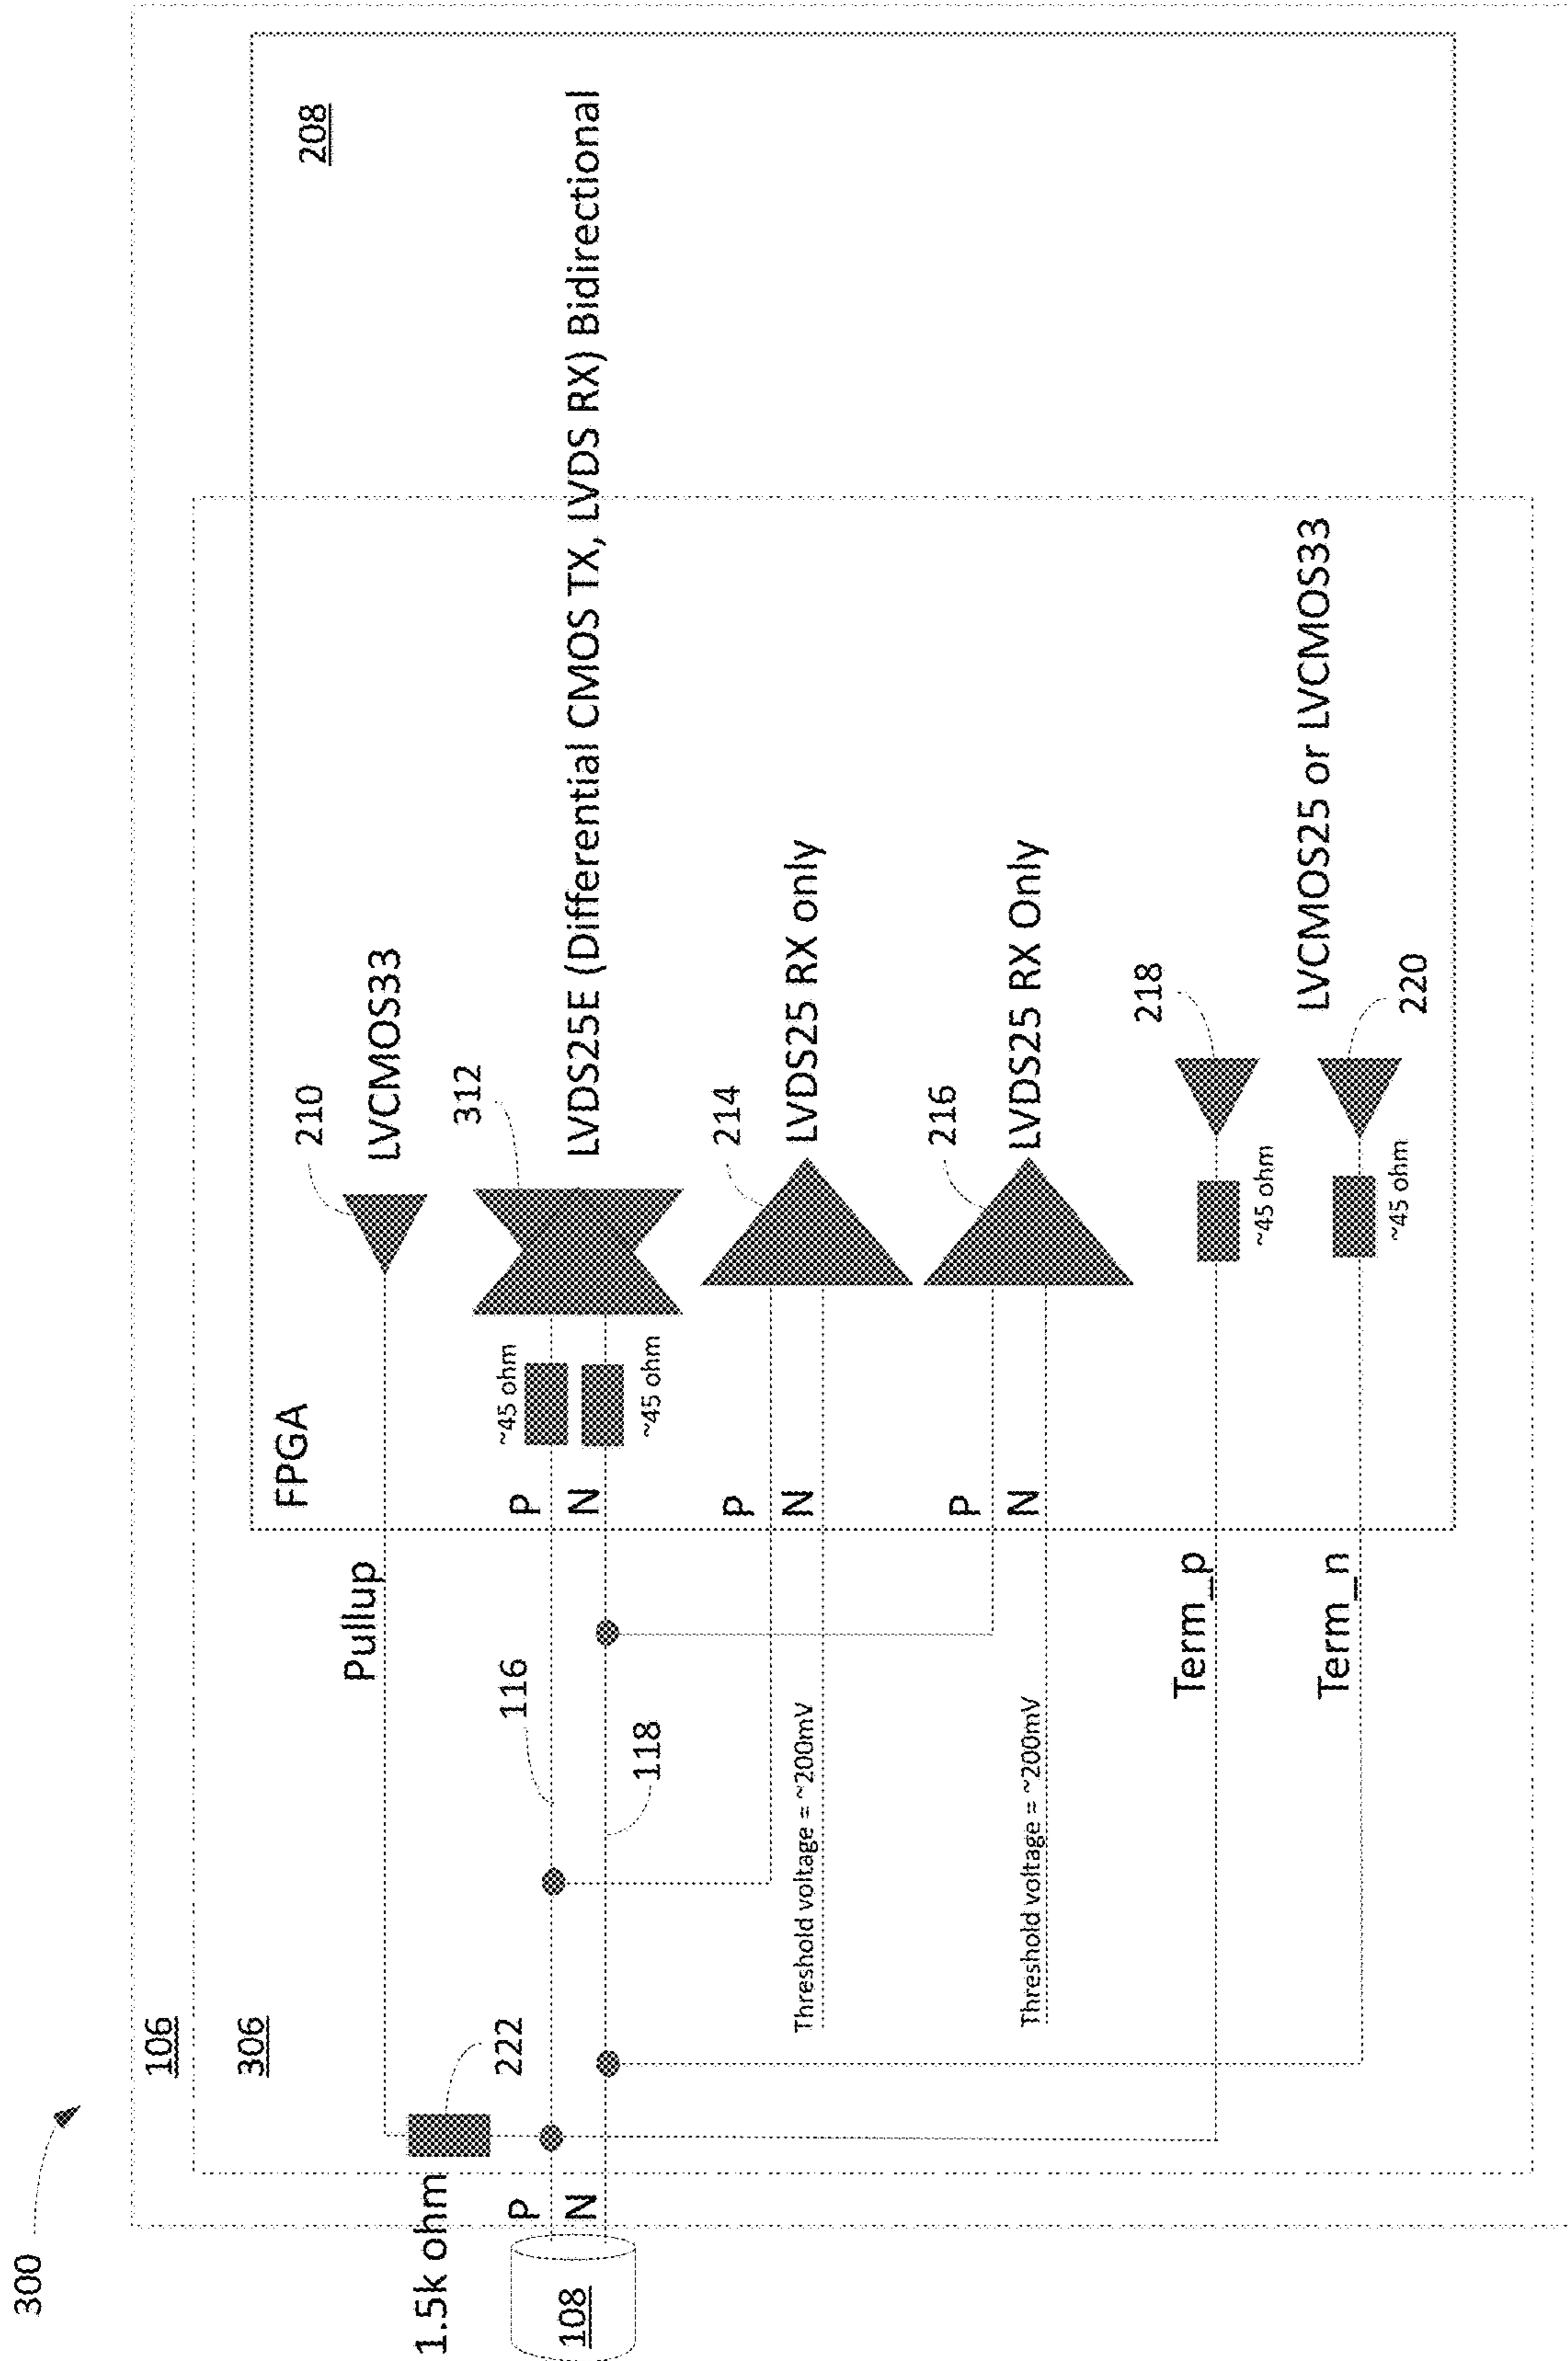 300
106
306
208
FPGA
Pullup
210
LVCMOS33
1.5k ohm
222
312
108
P
N
116
118
P
N
~45 ohm
~45 ohm
LVDS25E (Differential CMOS TX, LVDS RX) Bidirectional
Threshold voltage = ~200mV
P
N
214
LVDS25 RX only
Threshold voltage = ~200mV
P
N
216
LVDS25 RX Only
Term_p
~45 ohm
218
Term_n
~45 ohm
220
LVCMOS25 or LVCMOS33